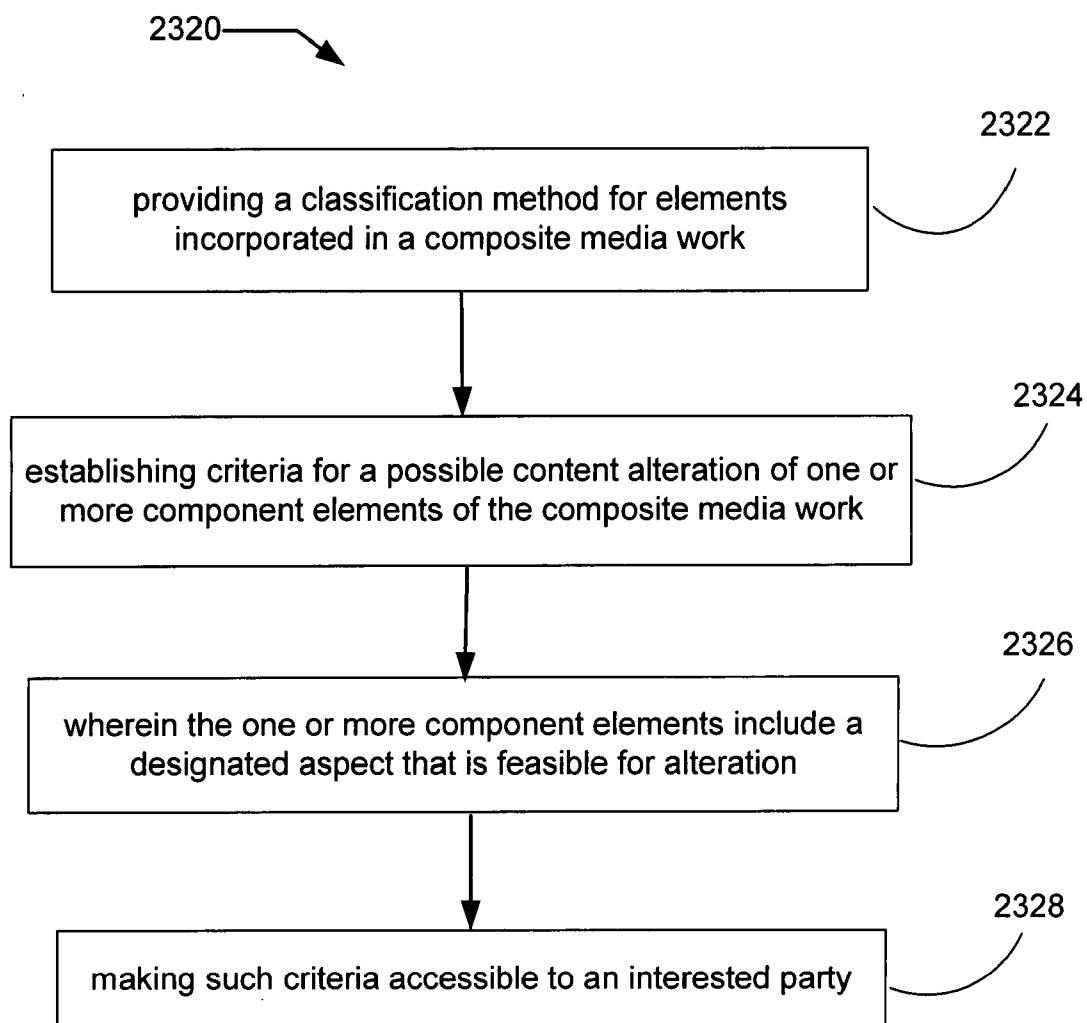 2320
2322
providing a classification method for elements
incorporated in a composite media work
2324
establishing criteria for a possible content alteration of one or
more component elements of the composite media work
2326
wherein the one or more component elements include a
designated aspect that is feasible for alteration
2328
making such criteria accessible to an interested party